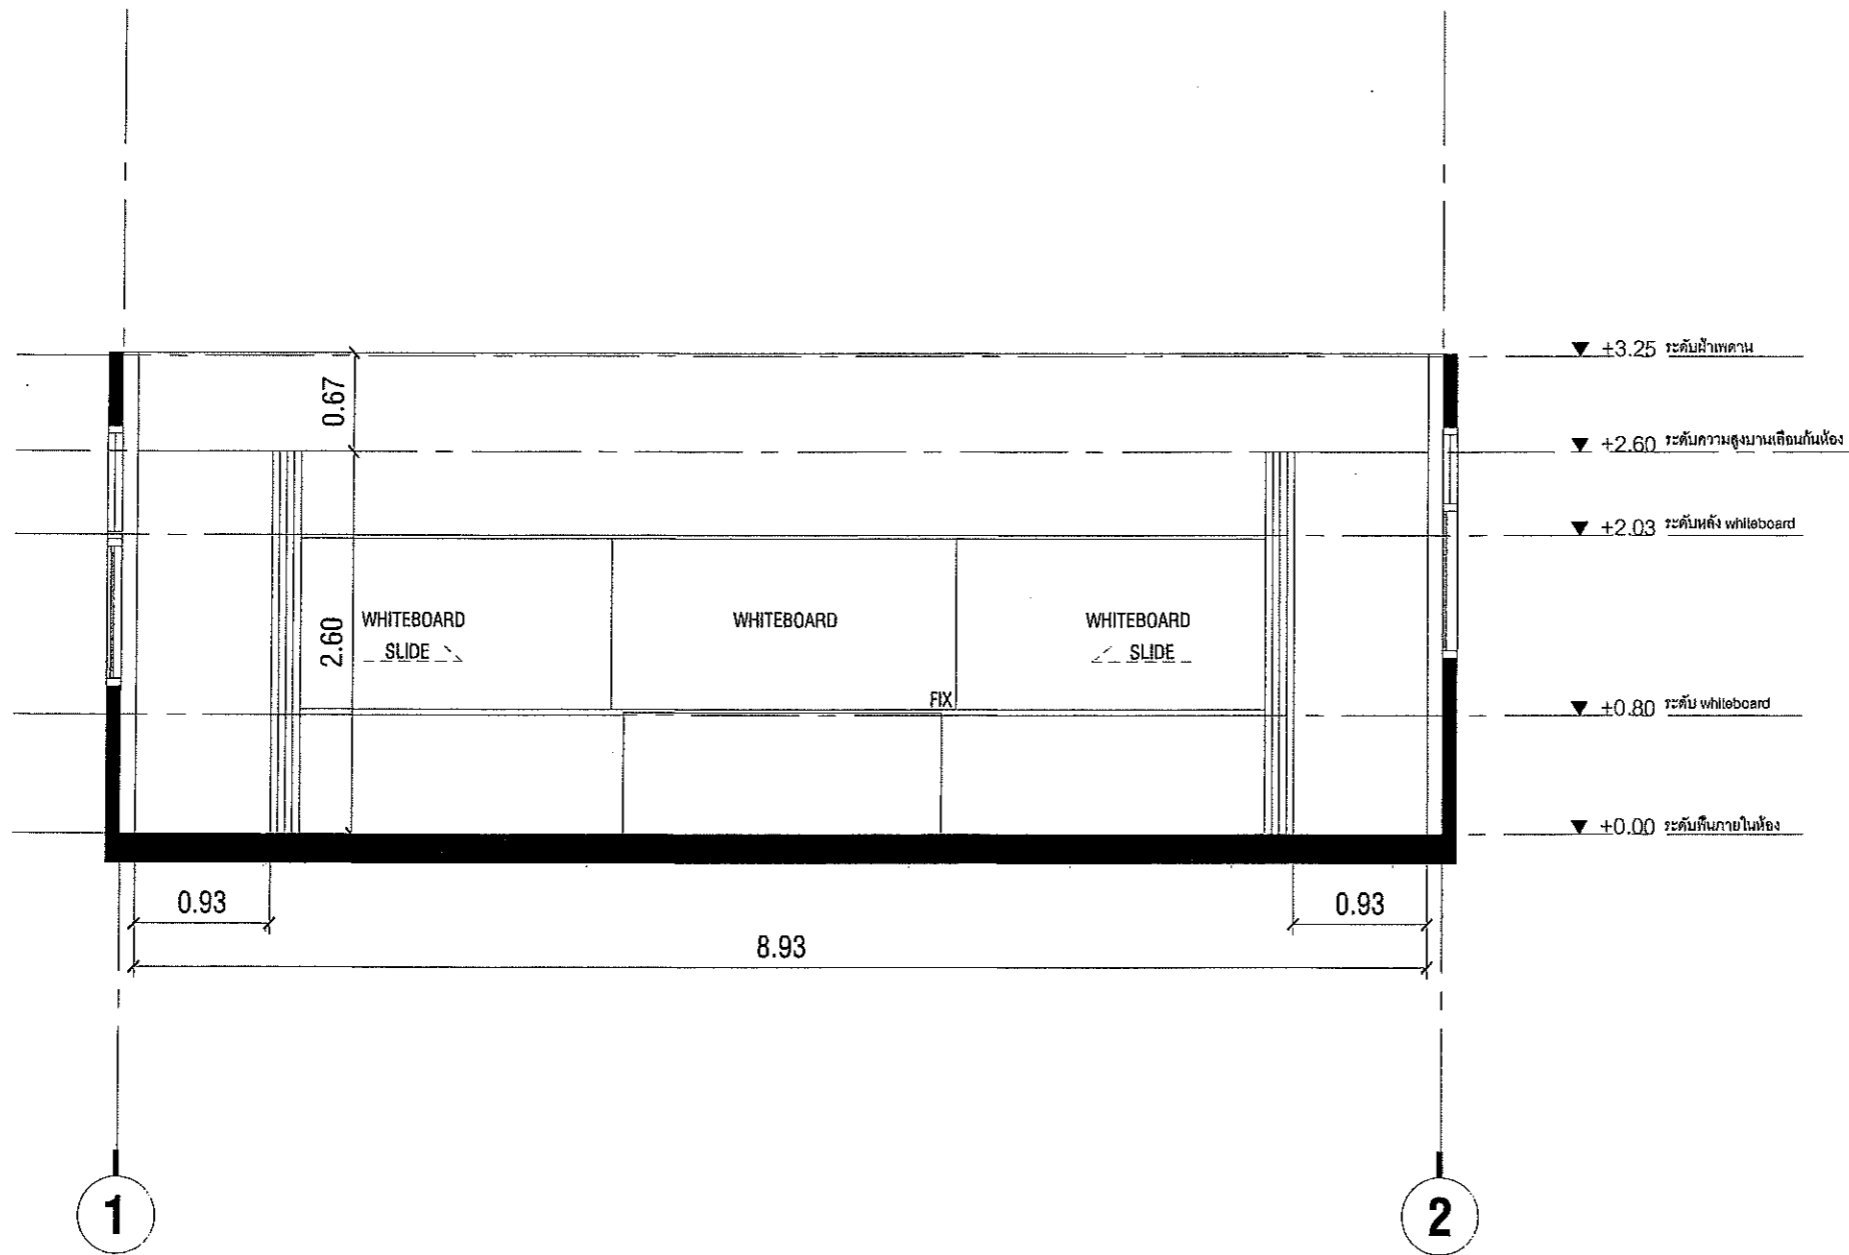 +3.25 ระดับฝ้าเพดาน
0.67
+2.60 ระดับความสูงบานเลื่อนกั้นห้อง
+2.03 ระดับหลัง whiteboard
WHITEBOARD WHITEBOARD WHITEBOARD
2.60
SLIDE SLIDE
FIX
+0.80 ระดับ whiteboard
+0.00 ระดับพื้นภายในห้อง
0.93 0.93
8.93
1 2